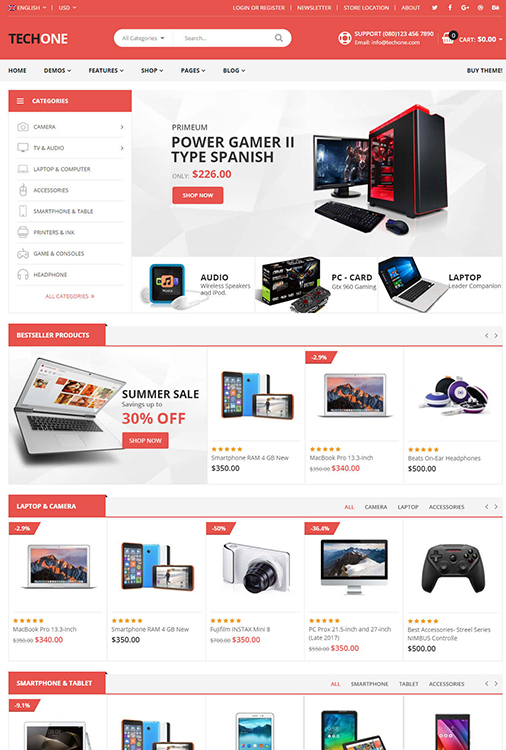 ENGLISH USD LOGIN OR REGISTER NEWSLETTER STORE LOCATION ABOUT
TECHONE All Categories Search... SUPPORT (080)123 456 7890 0 CART: $0.00
Email: info@techone.com
HOME DEMOS FEATURES SHOP PAGES BLOG BUY THEME!
CATEGORIES
CAMERA
TV & AUDIO
LAPTOP & COMPUTER
ACCESSORIES
SMARTPHONE & TABLE
PRINTERS & INK
GAME & CONSOLES
HEADPHONE
ALL CATEGORIES
PRIMEUM
POWER GAMER II
TYPE SPANISH
ONLY: $226.00
SHOP NOW
AUDIO
Wireless Speakers
and IPod.
PC - CARD
Gtx 960 Gaming
LAPTOP
Leader Companion
BESTSELLER PRODUCTS
SUMMER SALE
Savings up to
30% OFF
SHOP NOW
Smartphone RAM 4 GB New
$350.00
-2.9%
MacBook Pro 13.3-inch
$350.00 $340.00
Beats On-Ear Headphones
$500.00
LAPTOP & CAMERA ALL CAMERA LAPTOP ACCESSORIES
-2.9%
MacBook Pro 13.3-inch
$350.00 $340.00
Smartphone RAM 4 GB New
$350.00
-50%
Fujifilm INSTAX Mini 8
$700.00 $350.00
-36.4%
PC Prox 21.5-inch and 27-inch
(Late 2017)
$550.00 $350.00
Best Accessories- Steel Series
NIMBUS Controlle
$500.00
SMARTPHONE & TABLET ALL SMARTPHONE TABLET ACCESSORIES
-9.1%